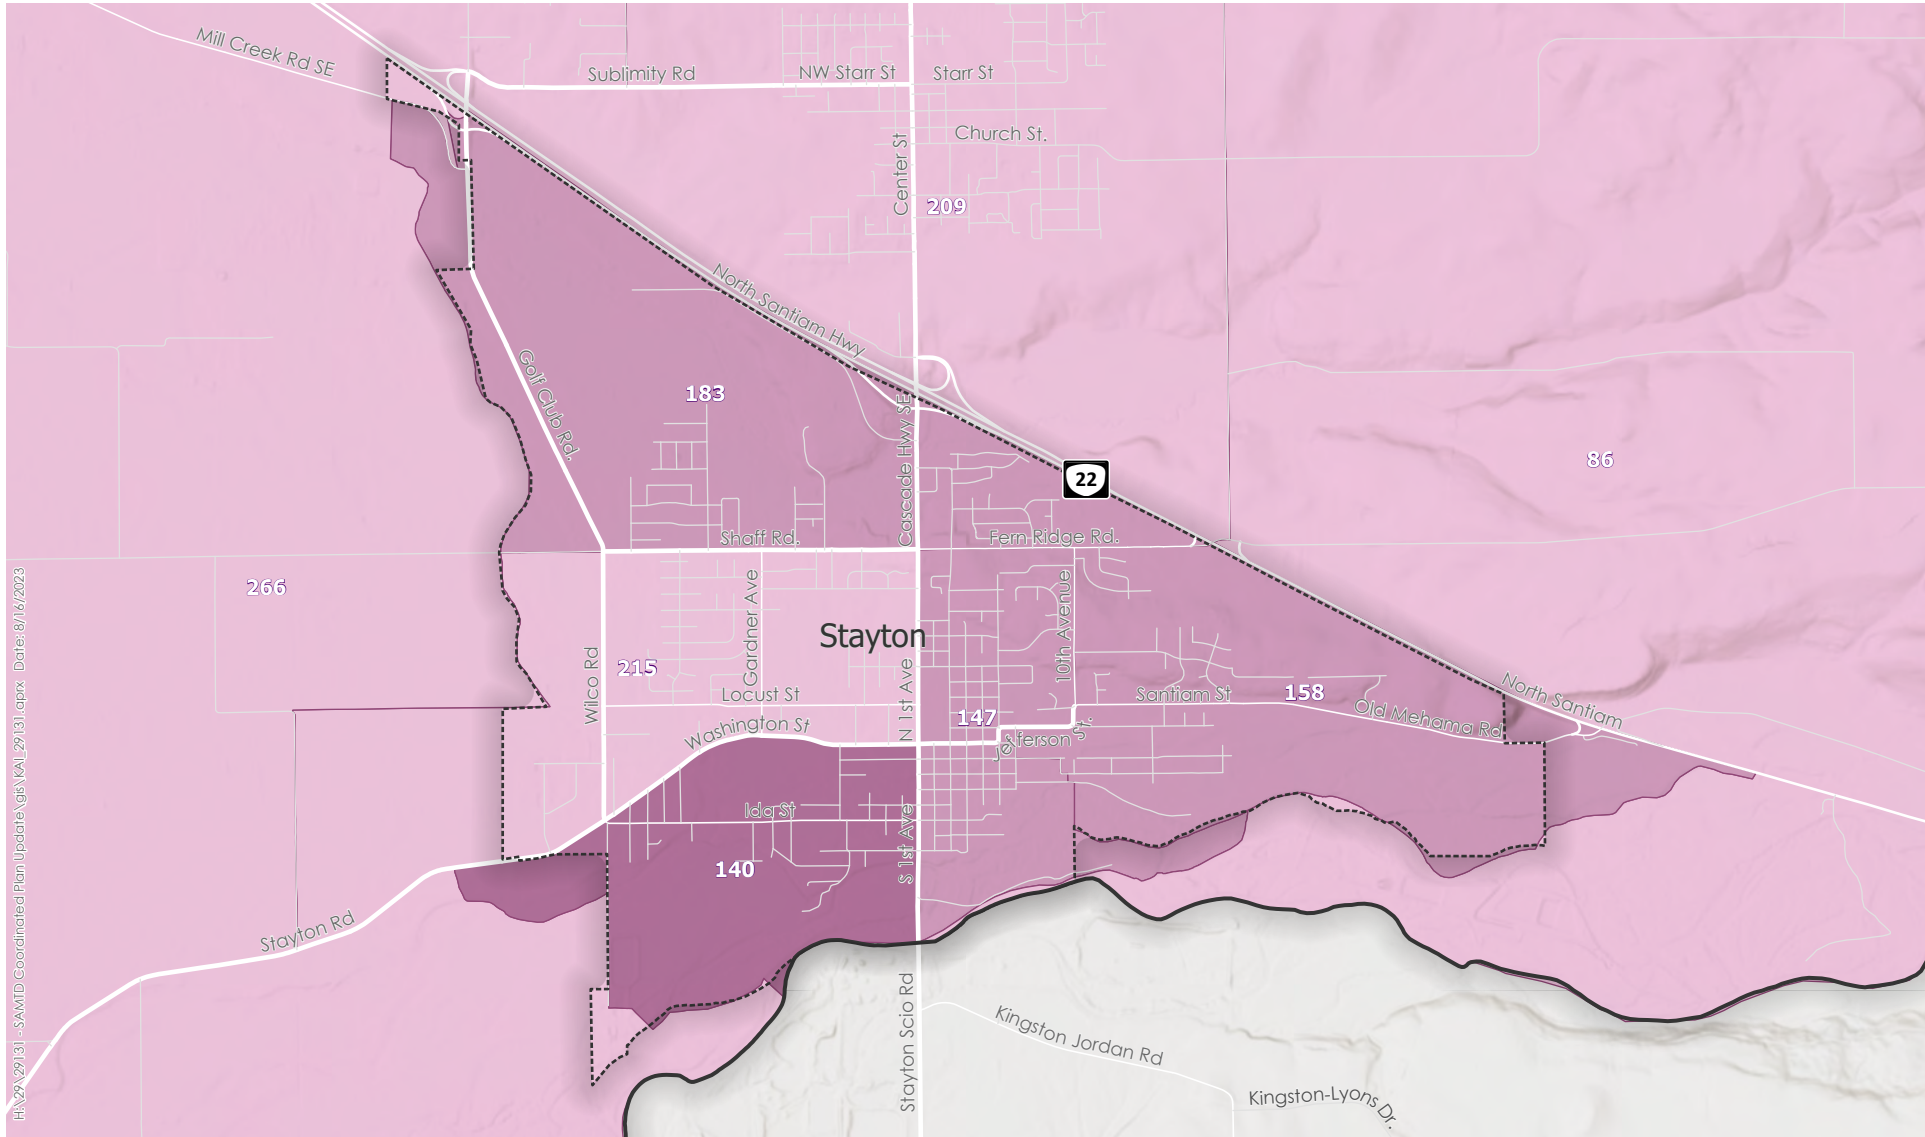 Mill Creek Rd SE
Sublimity Rd
NW Starr St
Starr St
Church St.
Center St
209
North Santiam Hwy
Golf Club Rd.
183
Cascade Hwy SE
22
86
Shaff Rd.
Fern Ridge Rd.
266
Gardner Ave
10th Avenue
Stayton
Wilco Rd
215
Locust St
N 1st Ave
147
Santiam St
158
North Santiam
Old Mehama Rd
Washington St
Jefferson St.
Ida St
140
S 1st Ave
Stayton Rd
Stayton Scio Rd
Kingston Jordan Rd
Kingston-Lyons Dr.
H:\29\29131 - SAMTD Coordinated Plan Update\gis\KAI_29131.aprx Date: 8/16/2023